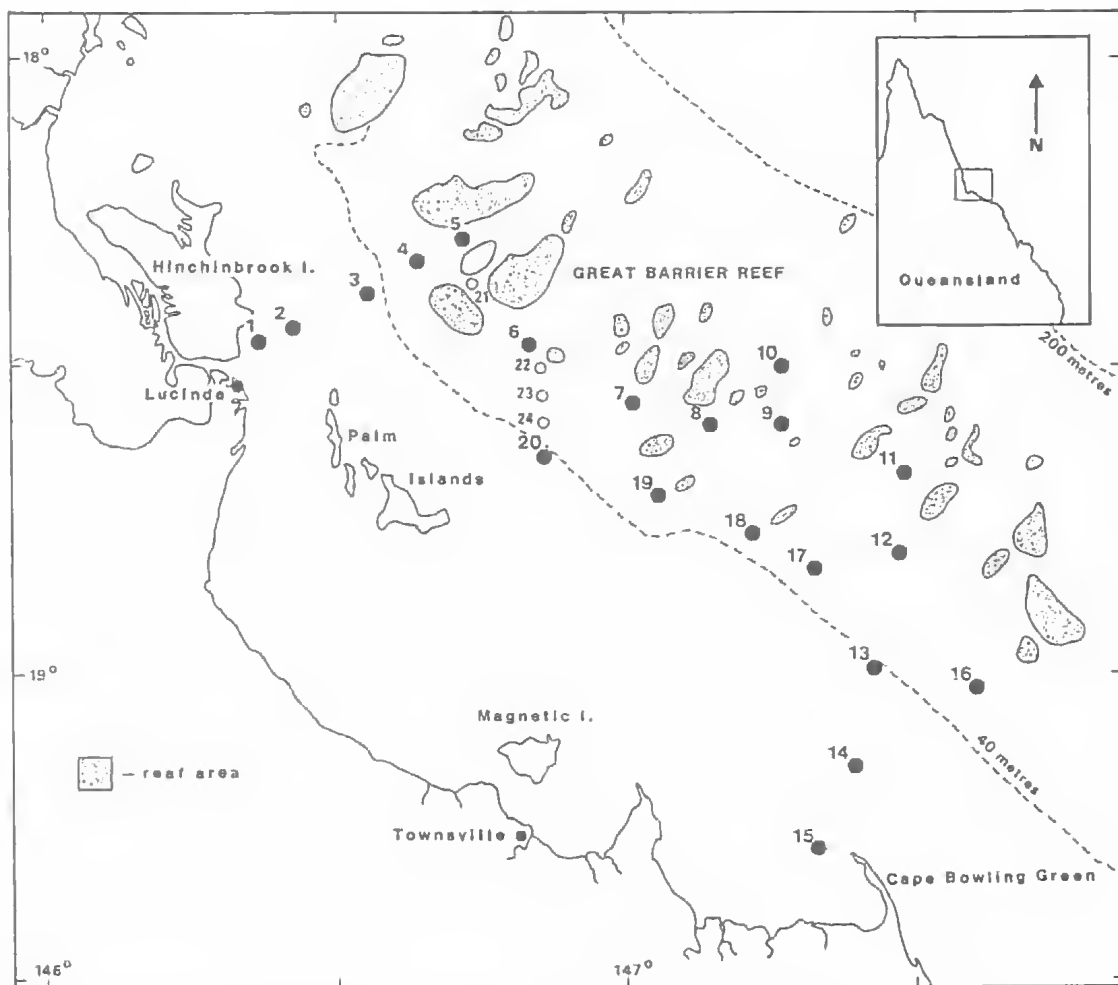 18°
N
5
4
Hinchinbrook I.
GREAT BARRIER REEF
Queensland
3
21
2
1
6
10
200 metres
22
Lucinda
7
23
8
9
24
Palm
20
11
Islands
19
18
12
17
13
19°
16
Magnetic I.
40 metres
14
– reef area
Townsville
15
Cape Bowling Green
146°
147°